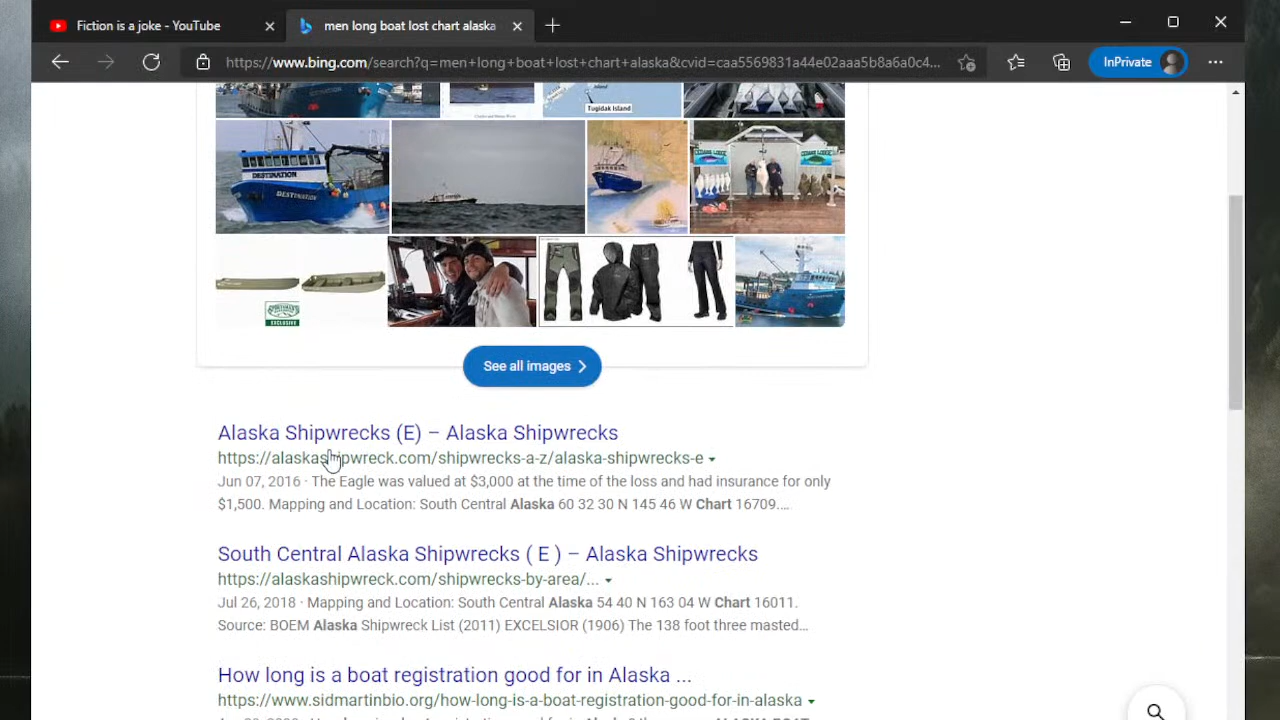 Fiction is a joke - YouTube
men long boat lost chart alaska
https://www.bing.com/search?q=men+long+boat+lost+chart+alaska&cvid=caa5569831a44e02aaa5b8a6a0c4...
InPrivate
Tugidak Island
DESTINATION
DESTINATION
EXCLUSIVE
See all images
Alaska Shipwrecks (E) – Alaska Shipwrecks
https://alaskashipwreck.com/shipwrecks-a-z/alaska-shipwrecks-e
Jun 07, 2016 · The Eagle was valued at $3,000 at the time of the loss and had insurance for only
$1,500. Mapping and Location: South Central Alaska 60 32 30 N 145 46 W Chart 16709....
South Central Alaska Shipwrecks ( E ) – Alaska Shipwrecks
https://alaskashipwreck.com/shipwrecks-by-area/...
Jul 26, 2018 · Mapping and Location: South Central Alaska 54 40 N 163 04 W Chart 16011.
Source: BOEM Alaska Shipwreck List (2011) EXCELSIOR (1906) The 138 foot three masted...
How long is a boat registration good for in Alaska ...
https://www.sidmartinbio.org/how-long-is-a-boat-registration-good-for-in-alaska